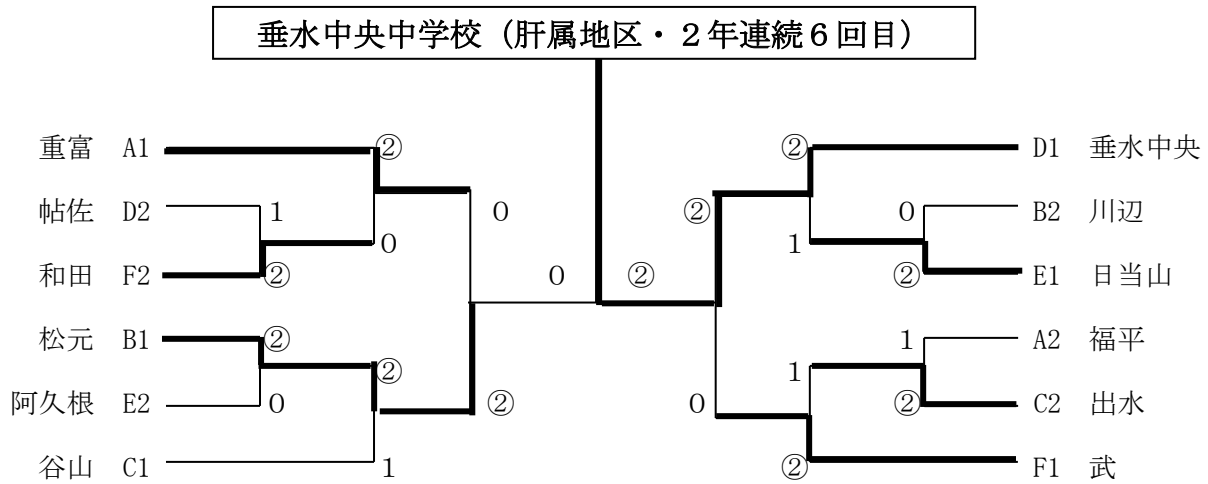 垂水中央中学校（肝属地区・２年連続６回目）
重富 A1 ② ② D1 垂水中央
帖佐 D2 1 0 ② 0 B2 川辺
0 1
和田 F2 ② ② E1 日当山
0 ②
松元 B1 ② 1 A2 福平
② 1
阿久根 E2 0 ② 0 ② C2 出水
谷山 C1 1 ② F1 武